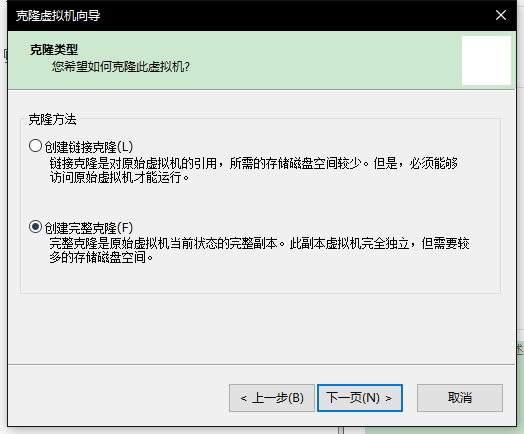 克隆虚拟机向导
克隆类型
您希望如何克隆此虚拟机?
克隆方法
创建链接克隆(L)
链接克隆是对原始虚拟机的引用，所需的存储磁盘空间较少。但是，必须能够
访问原始虚拟机才能运行。
创建完整克隆(F)
完整克隆是原始虚拟机当前状态的完整副本。此副本虚拟机完全独立，但需要较
多的存储磁盘空间。
< 上一步(B)
下一页(N) >
取消